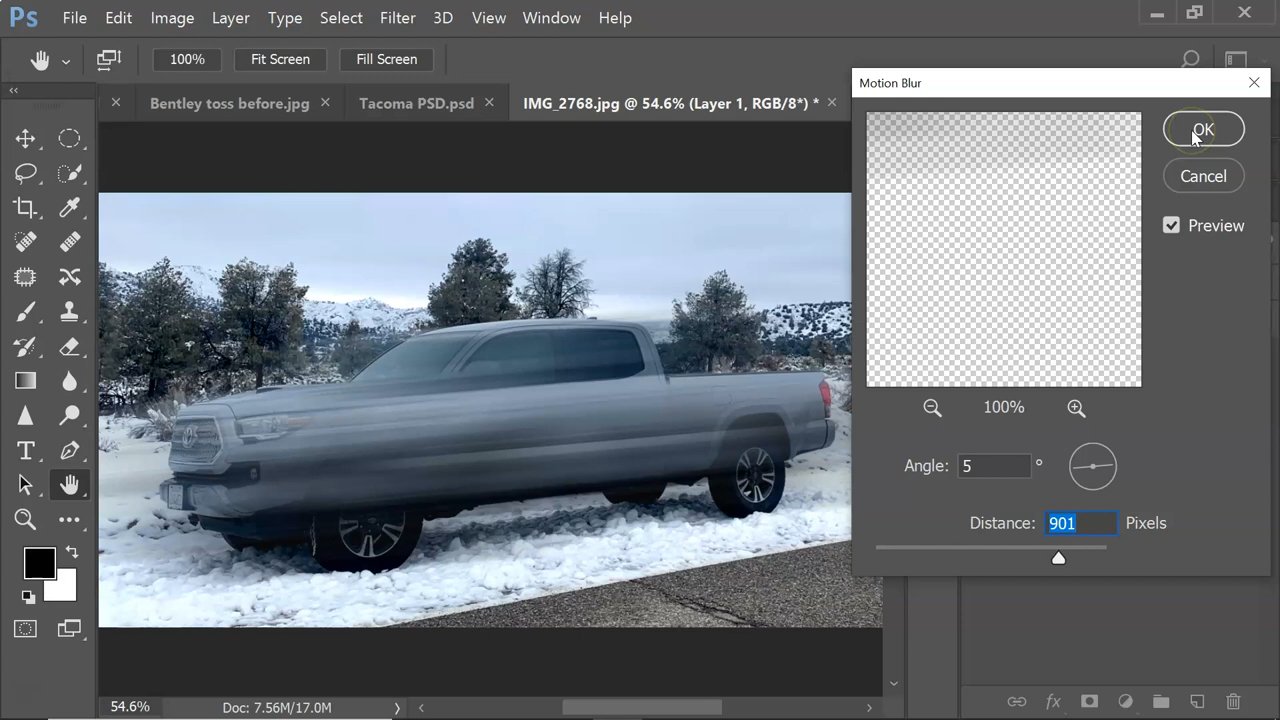 Ps File Edit Image Layer Type Select Filter 3D View Window Help
100% Fit Screen Fill Screen
Bentley toss before.jpg Tacoma PSD.psd IMG_2768.jpg @ 54.6% (Layer 1, RGB/8*) *
Motion Blur
OK
Cancel
Preview
100%
Angle: 5 °
Distance: 901 Pixels
T
54.6% Doc: 7.56M/17.0M
fx